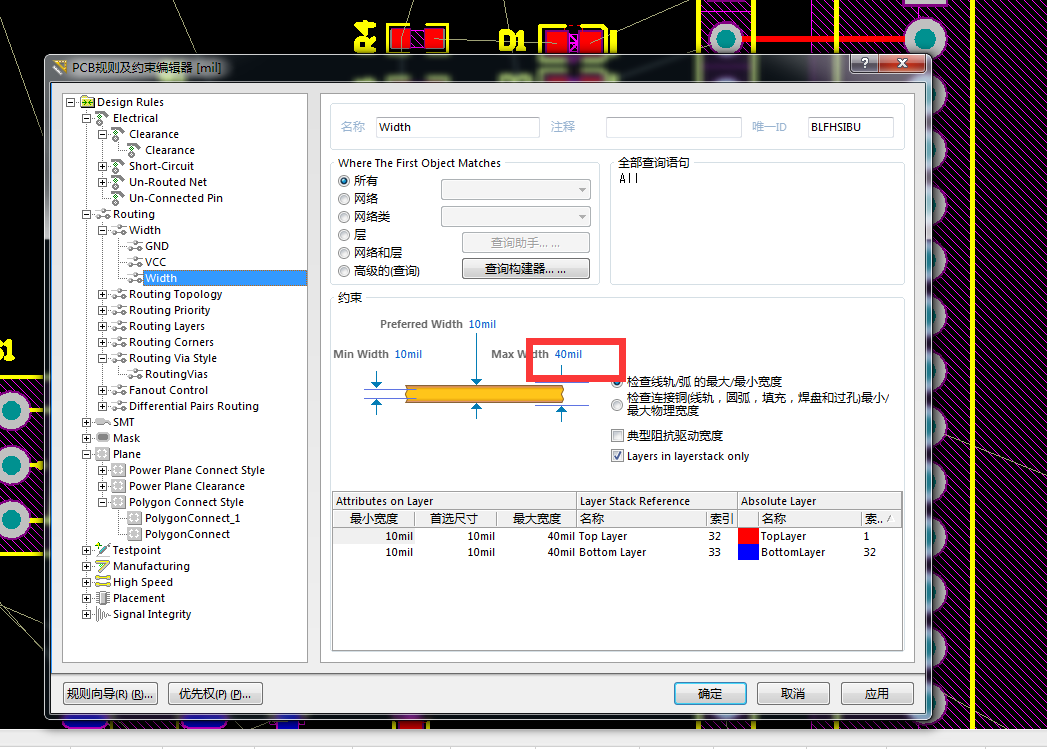 R4
D1
PCB规则及约束编辑器 [mil]
?
X
Design Rules
Electrical
Clearance
Clearance
Short-Circuit
Un-Routed Net
Un-Connected Pin
Routing
Width
GND
VCC
Width
Routing Topology
Routing Priority
Routing Layers
Routing Corners
Routing Via Style
RoutingVias
Fanout Control
Differential Pairs Routing
SMT
Mask
Plane
Power Plane Connect Style
Power Plane Clearance
Polygon Connect Style
PolygonConnect_1
PolygonConnect
Testpoint
Manufacturing
High Speed
Placement
Signal Integrity
名称 Width 注释 唯一ID BLFHSIBU
Where The First Object Matches
所有
网络
网络类
层
网络和层
高级的(查询)
查询助手... ...
查询构建器... ...
全部查询语句
All
约束
Preferred Width 10mil
Min Width 10mil Max Width 40mil
检查线轨/弧 的最大/最小宽度
检查连接铜(线轨，圆弧，填充，焊盘和过孔)最小/
最大物理宽度
典型阻抗驱动宽度
Layers in layerstack only
Attributes on Layer Layer Stack Reference Absolute Layer
最小宽度 首选尺寸 最大宽度 名称 索引 名称 索..
10mil 10mil 40mil Top Layer 32 TopLayer 1
10mil 10mil 40mil Bottom Layer 33 BottomLayer 32
规则向导(R) (R)... 优先权(P) (P)... 确定 取消 应用